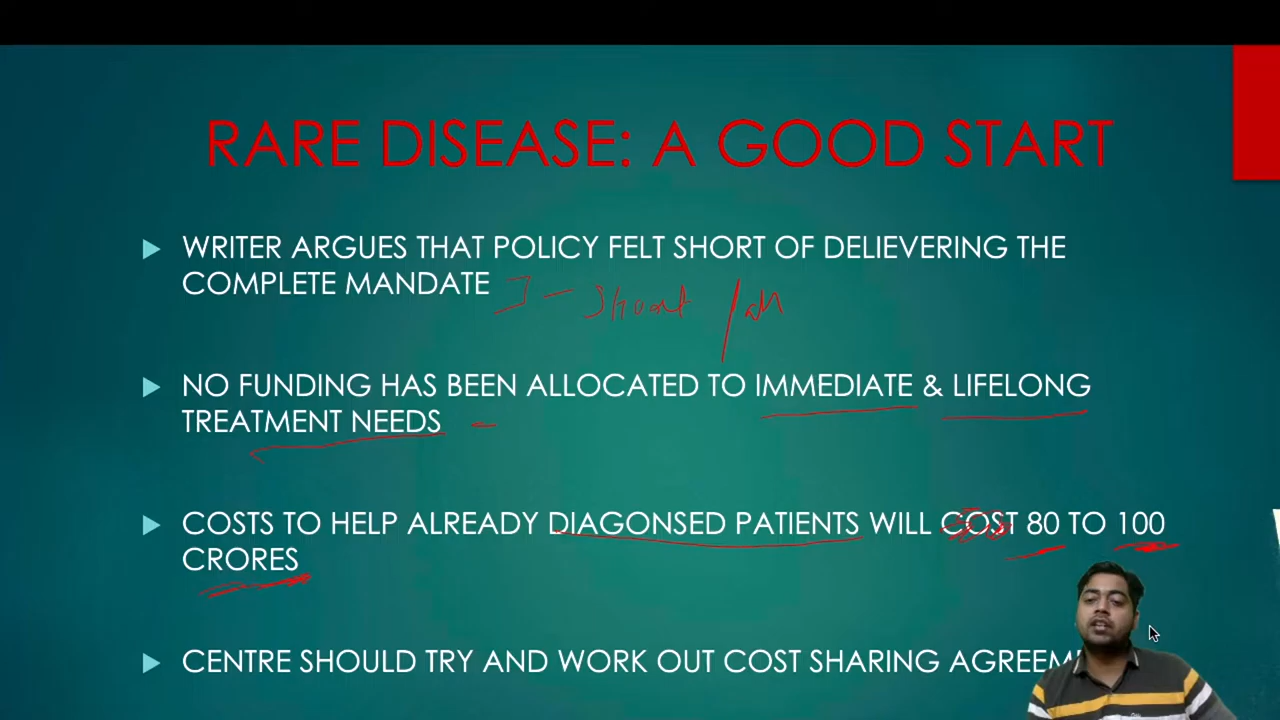 RARE DISEASE: A GOOD START
WRITER ARGUES THAT POLICY FELT SHORT OF DELIEVERING THE
COMPLETE MANDATE
short fall
NO FUNDING HAS BEEN ALLOCATED TO IMMEDIATE & LIFELONG
TREATMENT NEEDS
COSTS TO HELP ALREADY DIAGONSED PATIENTS WILL COST 80 TO 100
CRORES
CENTRE SHOULD TRY AND WORK OUT COST SHARING